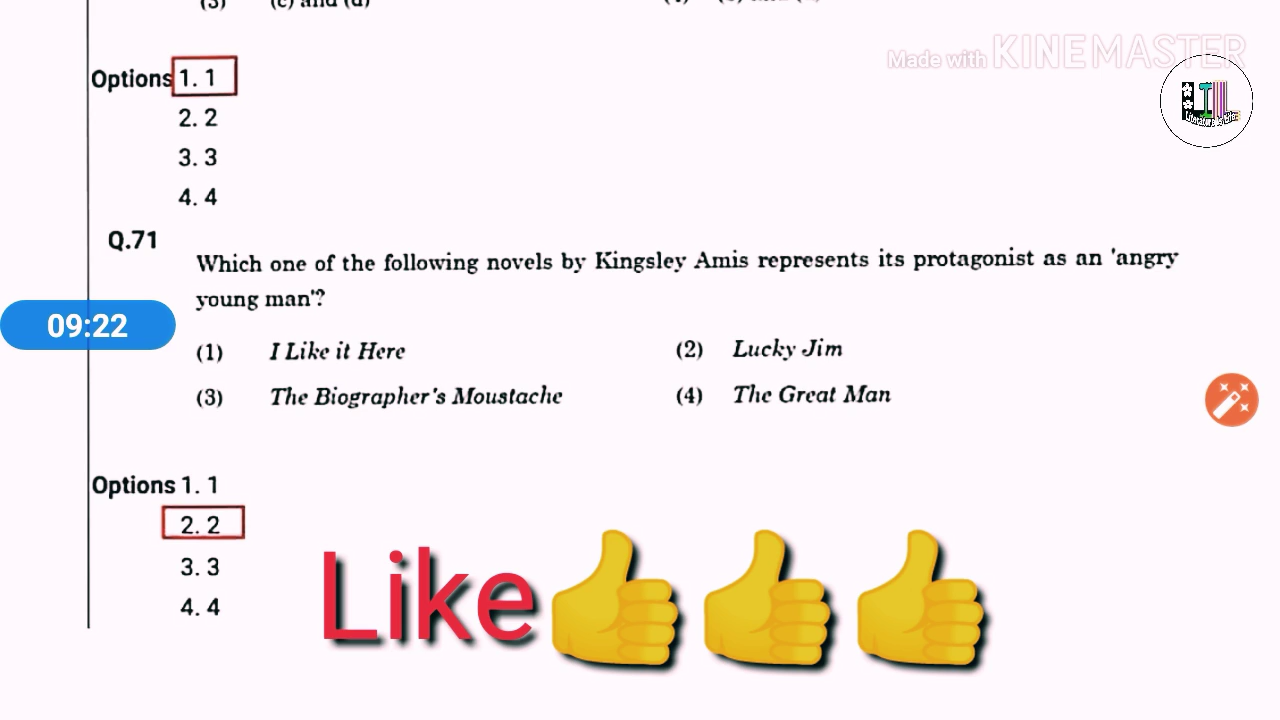 (3) (c) and (d)
Made with KINEMASTER
Options 1. 1
2. 2
3. 3
4. 4
Q.71
Which one of the following novels by Kingsley Amis represents its protagonist as an 'angry
young man'?
09:22
(1) I Like it Here (2) Lucky Jim
(3) The Biographer's Moustache (4) The Great Man
Options 1. 1
2. 2
3. 3
4. 4
Like